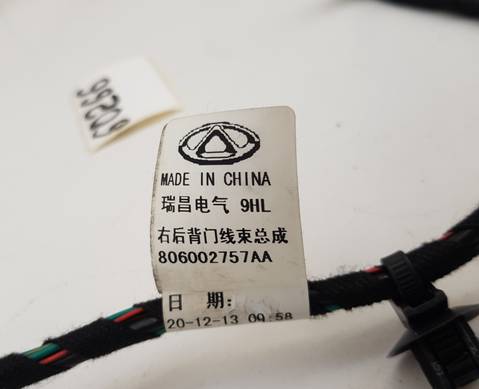 MADE IN CHINA
瑞昌电气 9HL
右后背门线束总成
806002757AA
日 期:
20-12-13 09:58